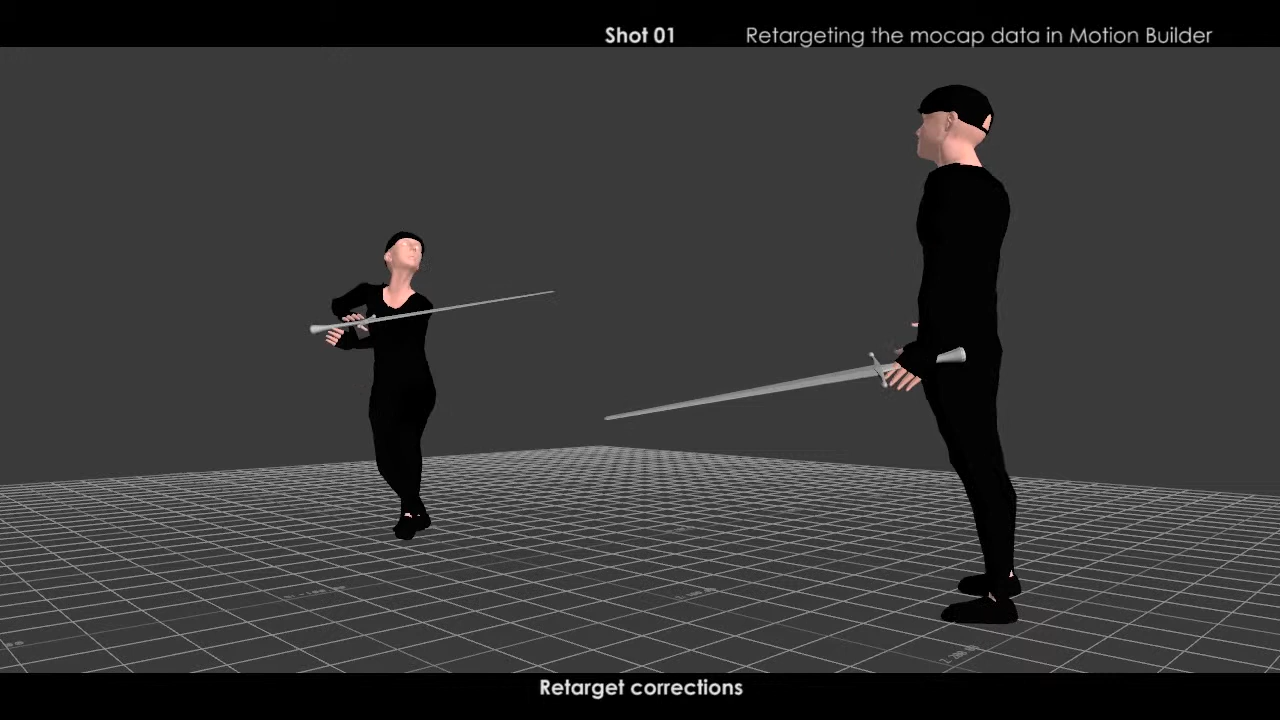 Shot 01 Retargeting the mocap data in Motion Builder
Retarget corrections